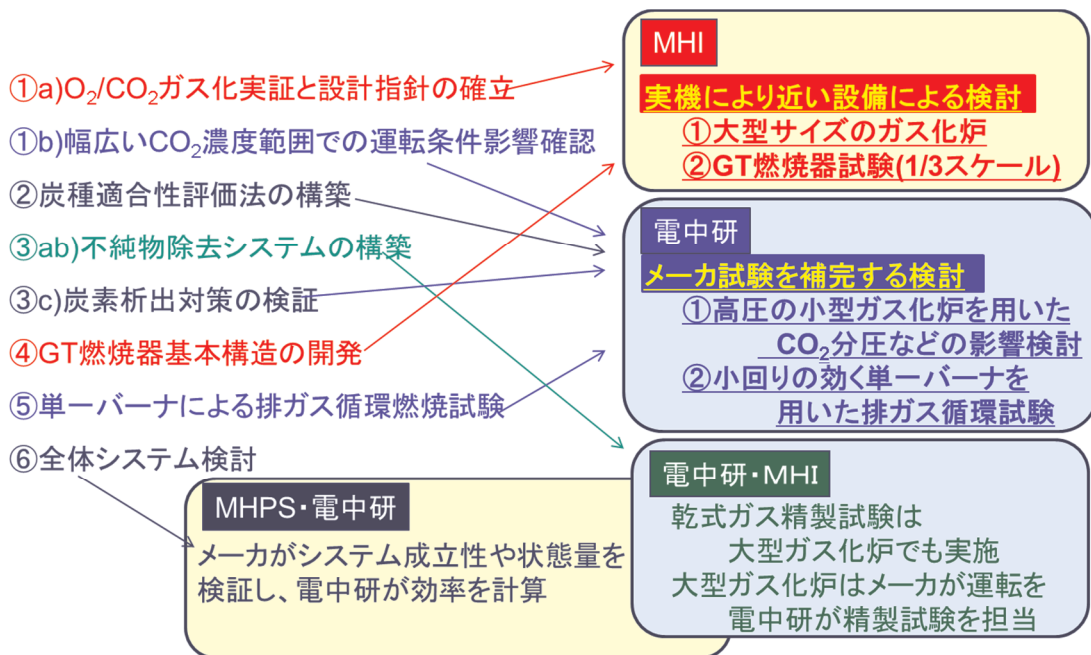 ①a)O₂/CO₂ガス化実証と設計指針の確立
①b)幅広いCO₂濃度範囲での運転条件影響確認
②炭種適合性評価法の構築
③ab)不純物除去システムの構築
③c)炭素析出対策の検証
④GT燃焼器基本構造の開発
⑤単一バーナによる排ガス循環燃焼試験
⑥全体システム検討
MHI
実機により近い設備による検討
①大型サイズのガス化炉
②GT燃焼器試験(1/3スケール)
電中研
メーカ試験を補完する検討
①高圧の小型ガス化炉を用いた
CO₂分圧などの影響検討
②小回りの効く単一バーナを
用いた排ガス循環試験
電中研・MHI
乾式ガス精製試験は
大型ガス化炉でも実施
大型ガス化炉はメーカが運転を
電中研が精製試験を担当
MHPS・電中研
メーカがシステム成立性や状態量を
検証し、電中研が効率を計算